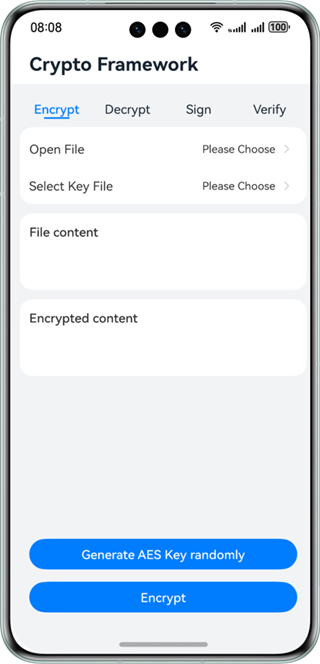 08:08
100
Crypto Framework
Encrypt Decrypt Sign Verify
Open File Please Choose
Select Key File Please Choose
File content
Encrypted content
Generate AES Key randomly
Encrypt